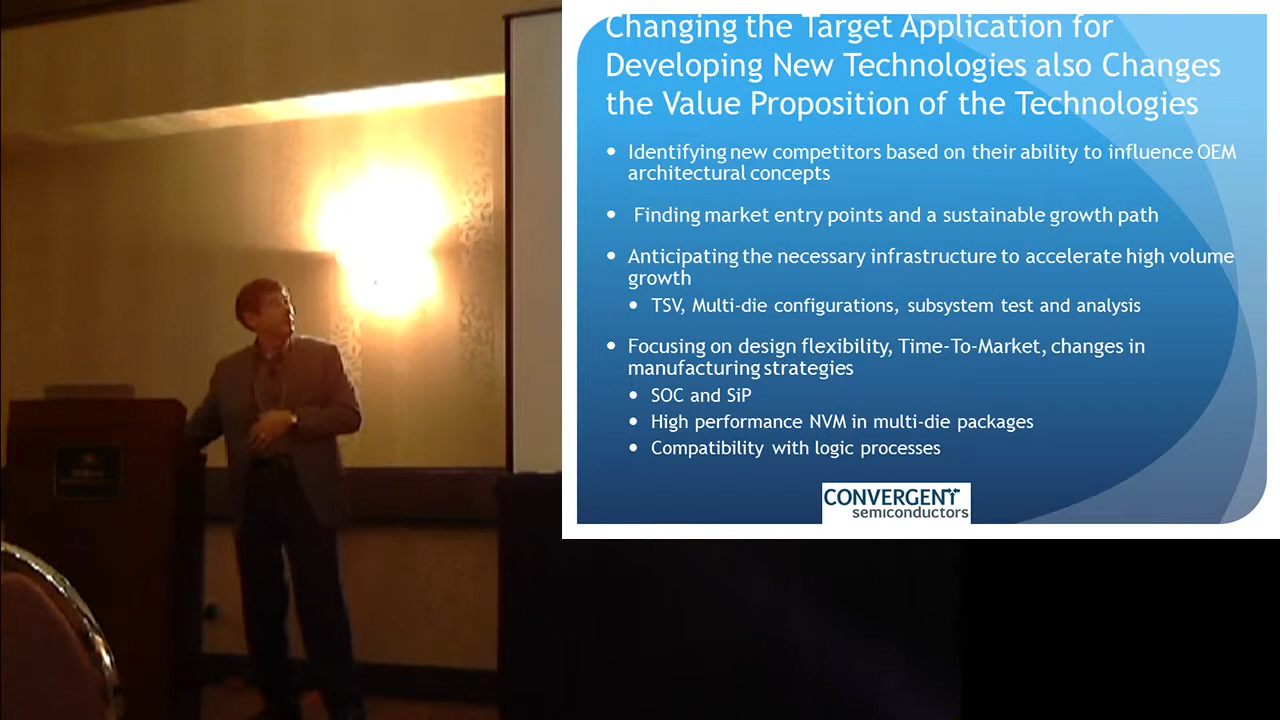 Changing the Target Application for
Developing New Technologies also Changes
the Value Proposition of the Technologies
• Identifying new competitors based on their ability to influence OEM
architectural concepts
• Finding market entry points and a sustainable growth path
• Anticipating the necessary infrastructure to accelerate high volume
growth
• TSV, Multi-die configurations, subsystem test and analysis
• Focusing on design flexibility, Time-To-Market, changes in
manufacturing strategies
• SOC and SiP
• High performance NVM in multi-die packages
• Compatibility with logic processes
CONVERGENT
semiconductors